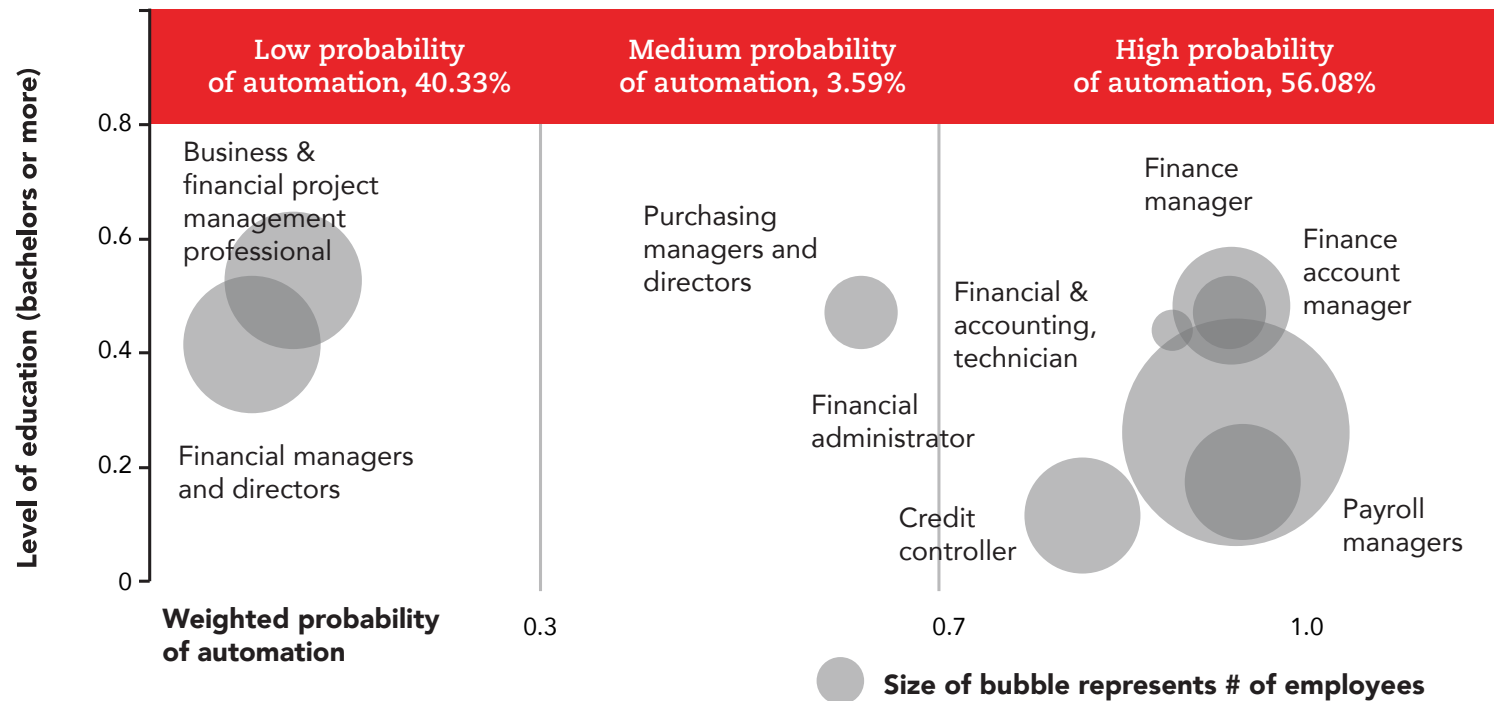 Low probability
of automation, 40.33%
Medium probability
of automation, 3.59%
High probability
of automation, 56.08%
Level of education (bachelors or more)
0.8
0.6
0.4
0.2
0
Business &
financial project
management
professional
Financial managers
and directors
Purchasing
managers and
directors
Financial
administrator
Financial &
accounting,
technician
Credit
controller
Finance
manager
Finance
account
manager
Payroll
managers
Weighted probability
of automation
0.3
0.7
1.0
Size of bubble represents # of employees